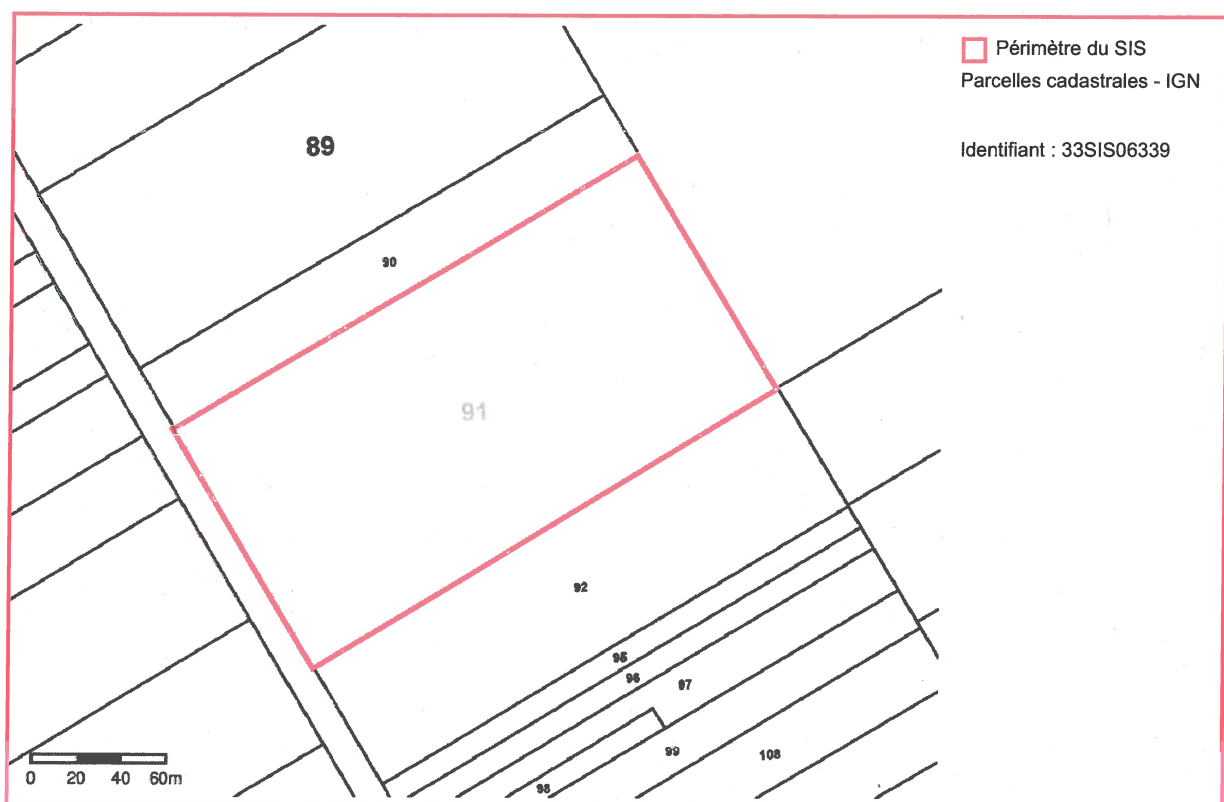 Périmètre du SIS
Parcelles cadastrales - IGN
Identifiant : 33SIS06339
89
90
91
92
95
96
97
99
108
98
0 20 40 60m